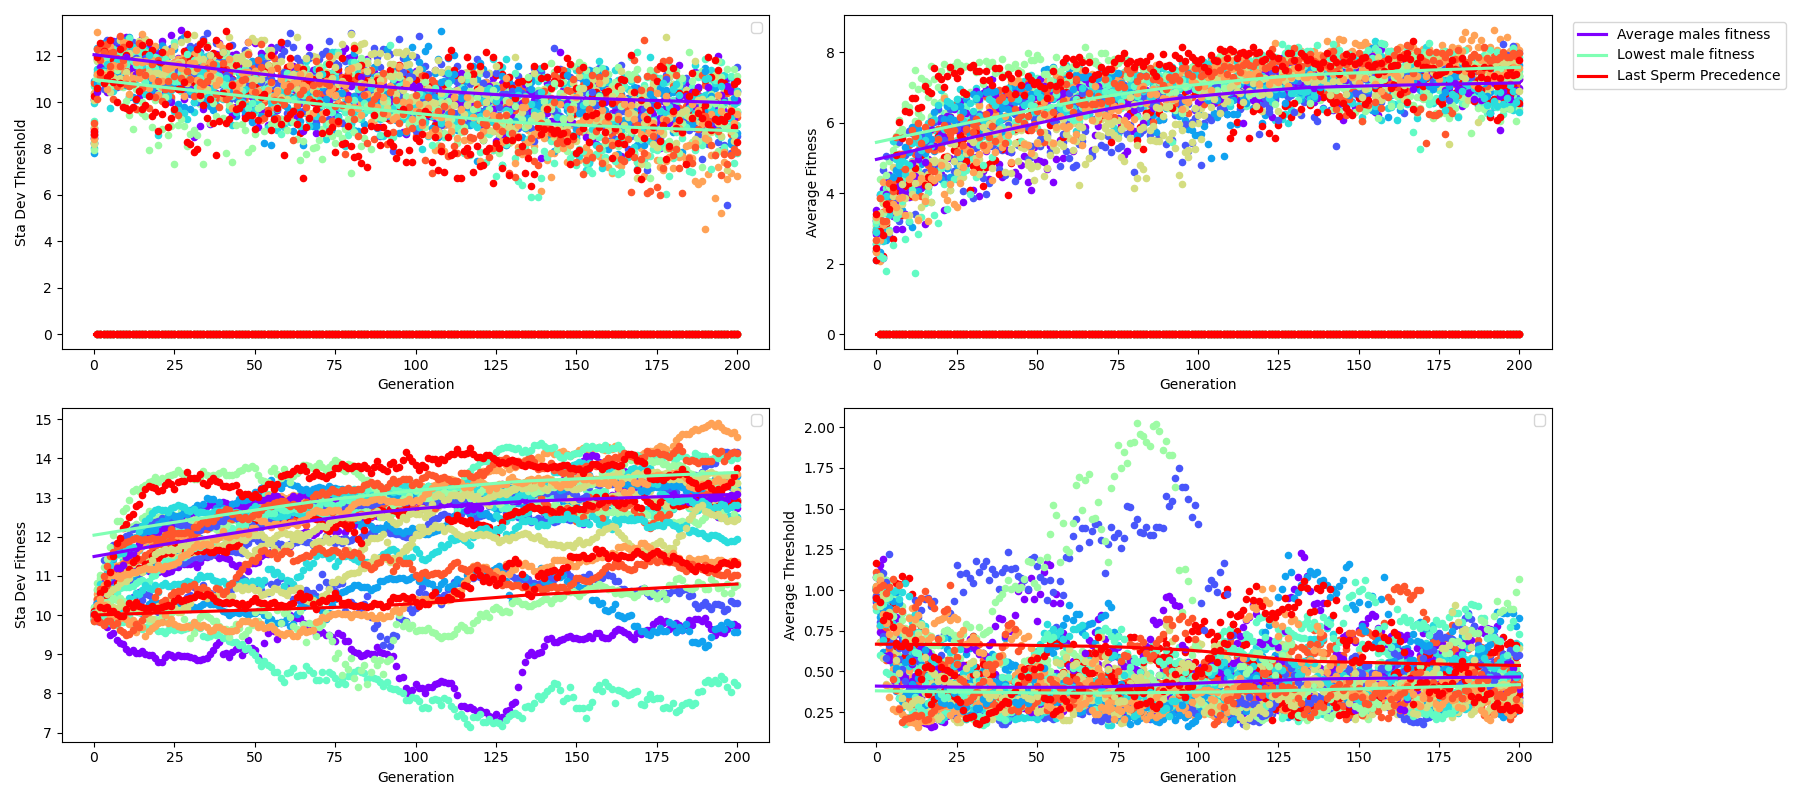 12
10
8
6
4
2
0
Sta Dev Threshold
0 25 50 75 100 125 150 175 200
Generation
8
6
4
2
0
Average Fitness
0 25 50 75 100 125 150 175 200
Generation
Average males fitness
Lowest male fitness
Last Sperm Precedence
15
14
13
12
11
10
9
8
7
Sta Dev Fitness
0 25 50 75 100 125 150 175 200
Generation
2.00
1.75
1.50
1.25
1.00
0.75
0.50
0.25
Average Threshold
0 25 50 75 100 125 150 175 200
Generation